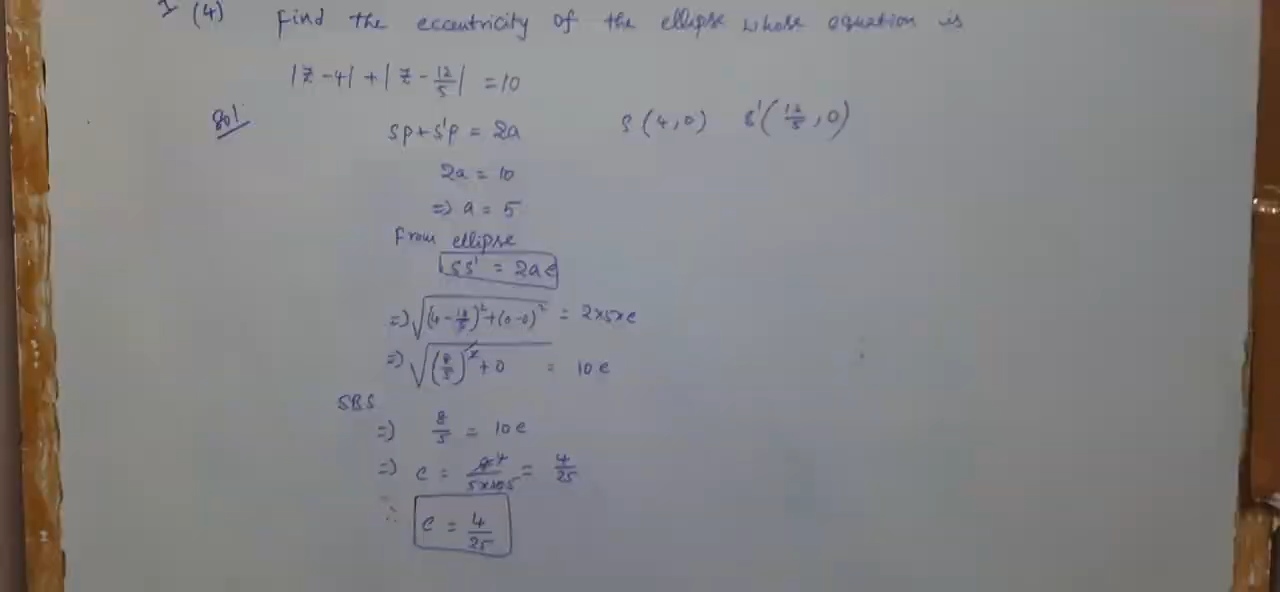 I (4) Find the eccentricity of the ellipse whose equation is
|z-4| + |z - 12/5| = 10
Sol:
SP+S'P = 2a S(4,0) S'(12/5, 0)
2a = 10
=> a = 5
From ellipse
SS' = 2ae
=> √((4-12/5)²+(0-0)²) = 2×5×e
=> √((8/5)²+0) = 10e
SBS
=> 8/5 = 10e
=> e = 8 4/5×10 5 = 4/25
∴ e = 4/25